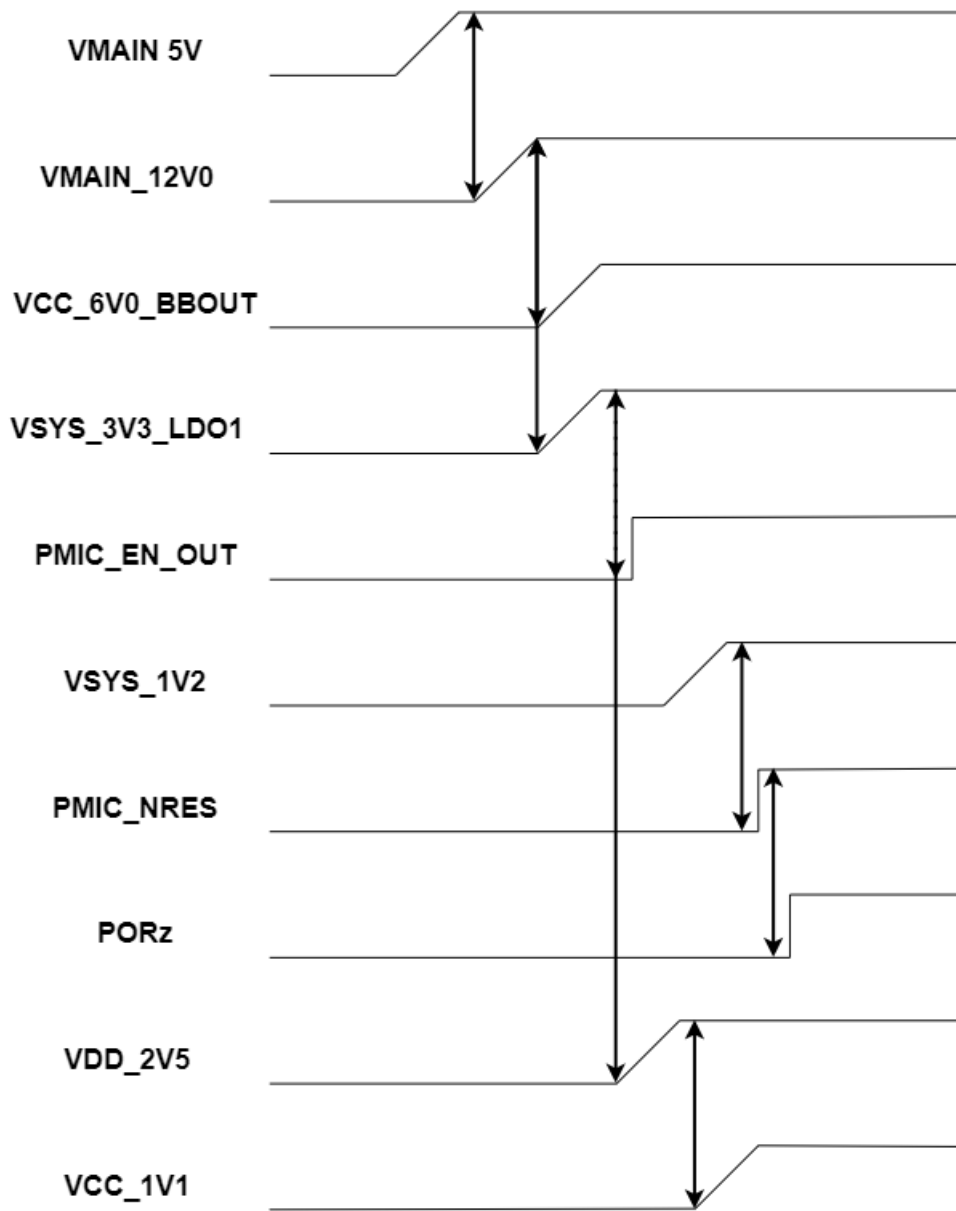 VMAIN 5V
VMAIN_12V0
VCC_6V0_BBOUT
VSYS_3V3_LDO1
PMIC_EN_OUT
VSYS_1V2
PMIC_NRES
PORz
VDD_2V5
VCC_1V1